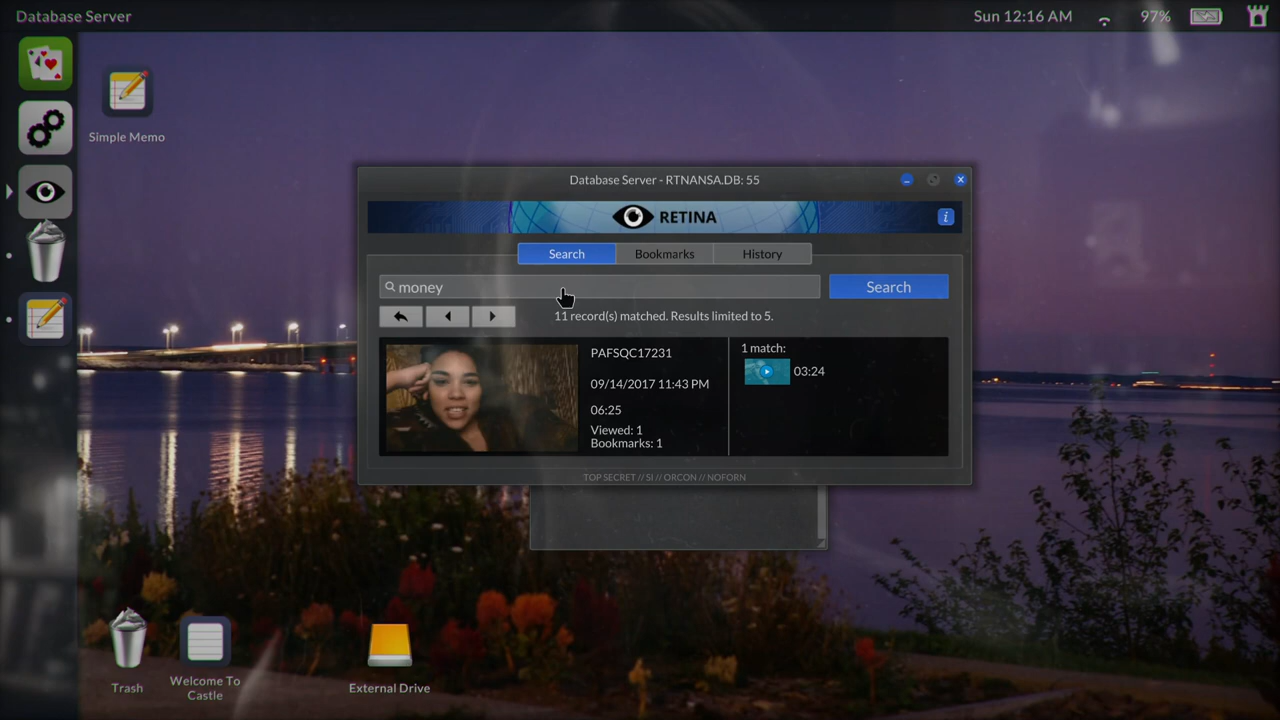 Database Server
Sun 12:16 AM
97%
Simple Memo
Database Server - RTNANSA.DB: 55
RETINA
i
Search
Bookmarks
History
money
Search
11 record(s) matched. Results limited to 5.
PAFSQC17231
09/14/2017 11:43 PM
06:25
Viewed: 1
Bookmarks: 1
1 match:
03:24
TOP SECRET // SI // ORCON // NOFORN
Trash
Welcome To
Castle
External Drive